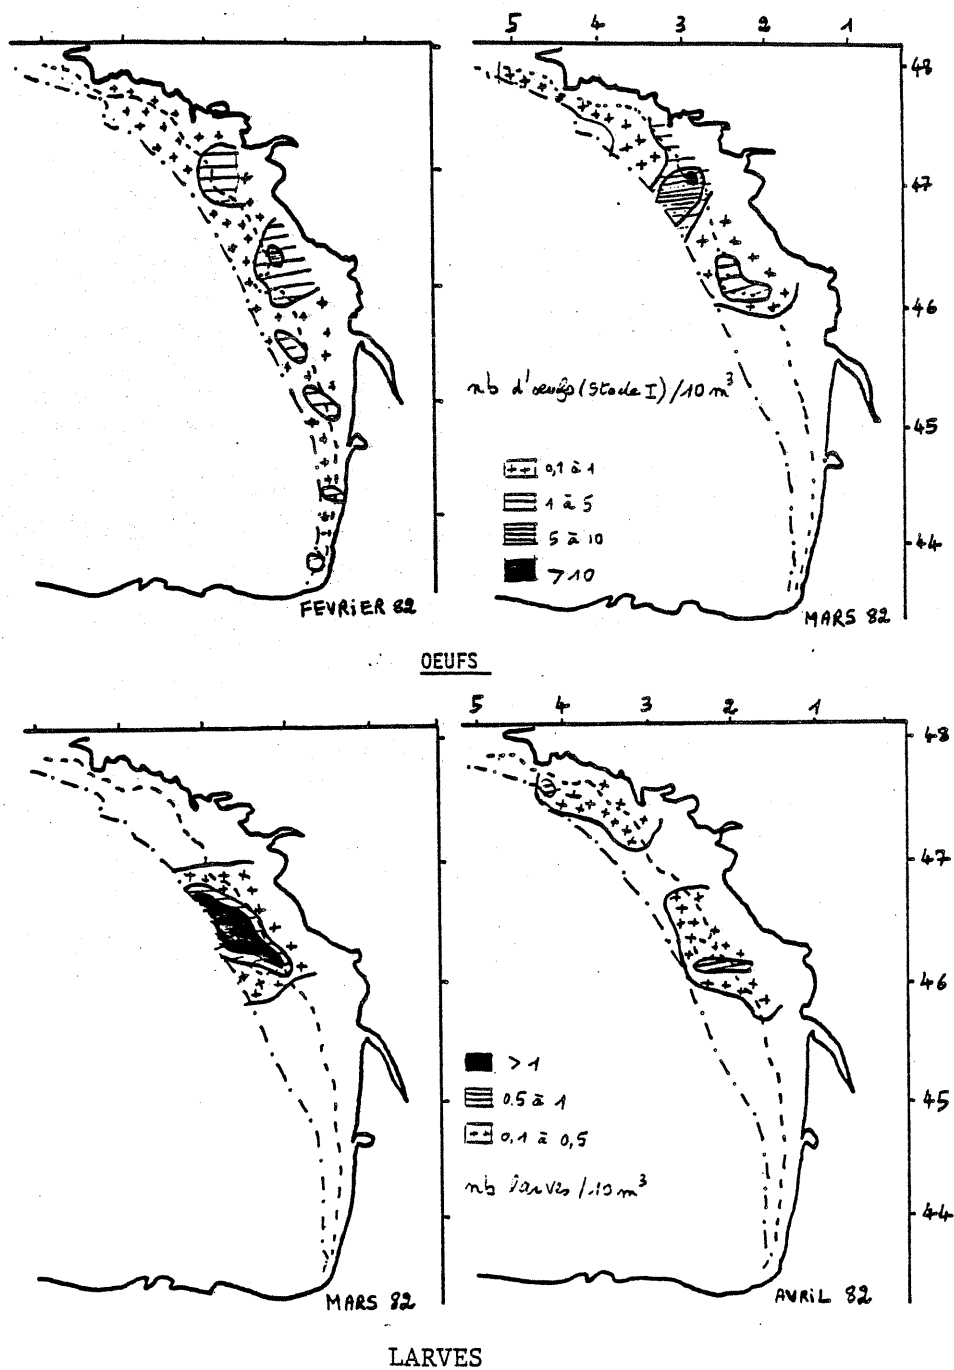 5 4 3 2 1
48
47
46
nb d'œufs (Stade I) / 10 m³
45
++ 0,1 à 1
1 à 5
5 à 10
44
> 10
FEVRIER 82
MARS 82
OEUFS
5 4 3 2 1
48
47
46
> 1
0.5 à 1
45
++ 0,1 à 0,5
nb larves / 10 m³
44
MARS 82
AVRIL 82
LARVES